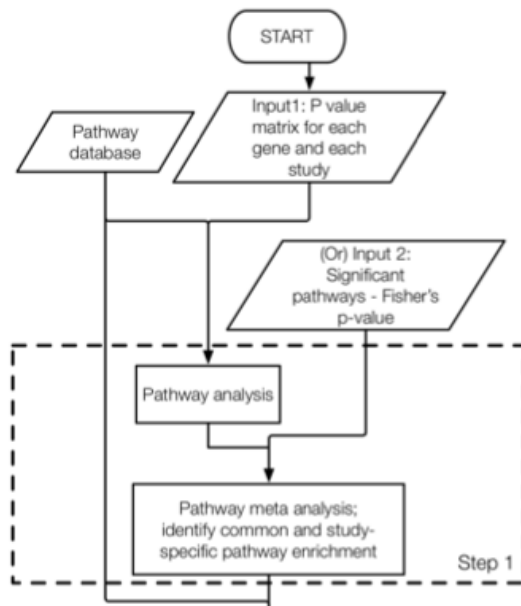 START
Input1: P value
matrix for each
gene and each
study
Pathway
database
(Or) Input 2:
Significant
pathways - Fisher's
p-value
Pathway analysis
Pathway meta analysis;
identify common and study-
specific pathway enrichment
Step 1